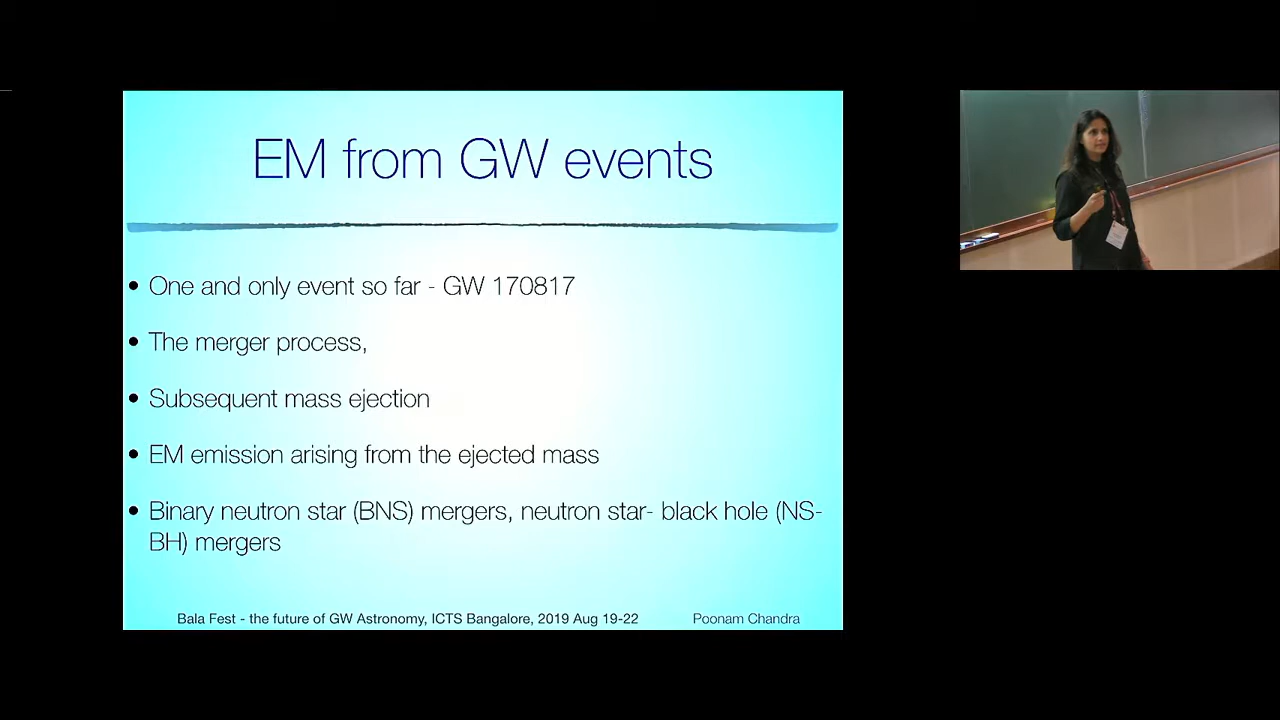 EM from GW events
• One and only event so far - GW 170817
• The merger process,
• Subsequent mass ejection
• EM emission arising from the ejected mass
• Binary neutron star (BNS) mergers, neutron star- black hole (NS-
BH) mergers
Bala Fest - the future of GW Astronomy, ICTS Bangalore, 2019 Aug 19-22 Poonam Chandra